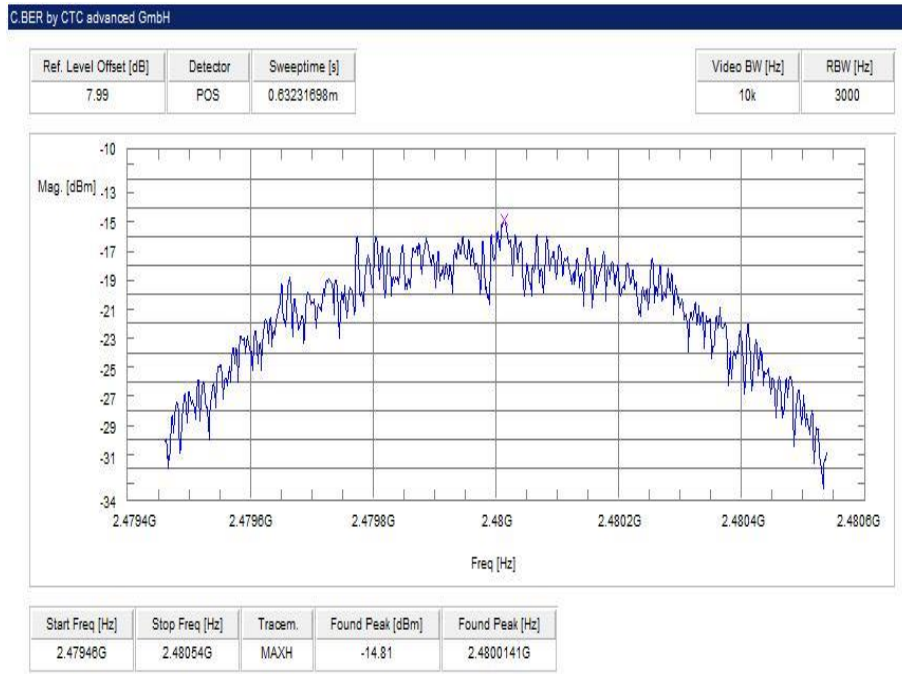 C.BER by CTC advanced GmbH
Ref. Level Offset [dB] Detector Sweeptime [s] Video BW [Hz] RBW [Hz]
7.99 POS 0.63231698m 10k 3000
-10
Mag. [dBm]
-13
-15
-17
-19
-21
-23
-25
-27
-29
-31
-34
2.4794G 2.4796G 2.4798G 2.48G 2.4802G 2.4804G 2.4806G
Freq [Hz]
Start Freq [Hz] Stop Freq [Hz] Tracem. Found Peak [dBm] Found Peak [Hz]
2.47946G 2.48054G MAXH -14.81 2.4800141G